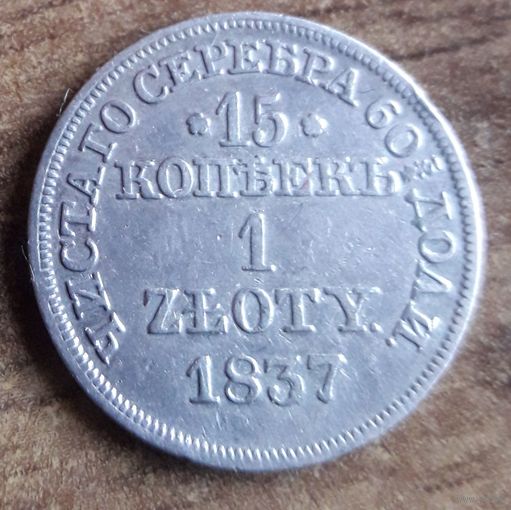 ЧИСТАГО СЕРЕБРА 60 ДОЛИ.
15
КОПѢЕКЪ
1
ZŁOTY.
1837